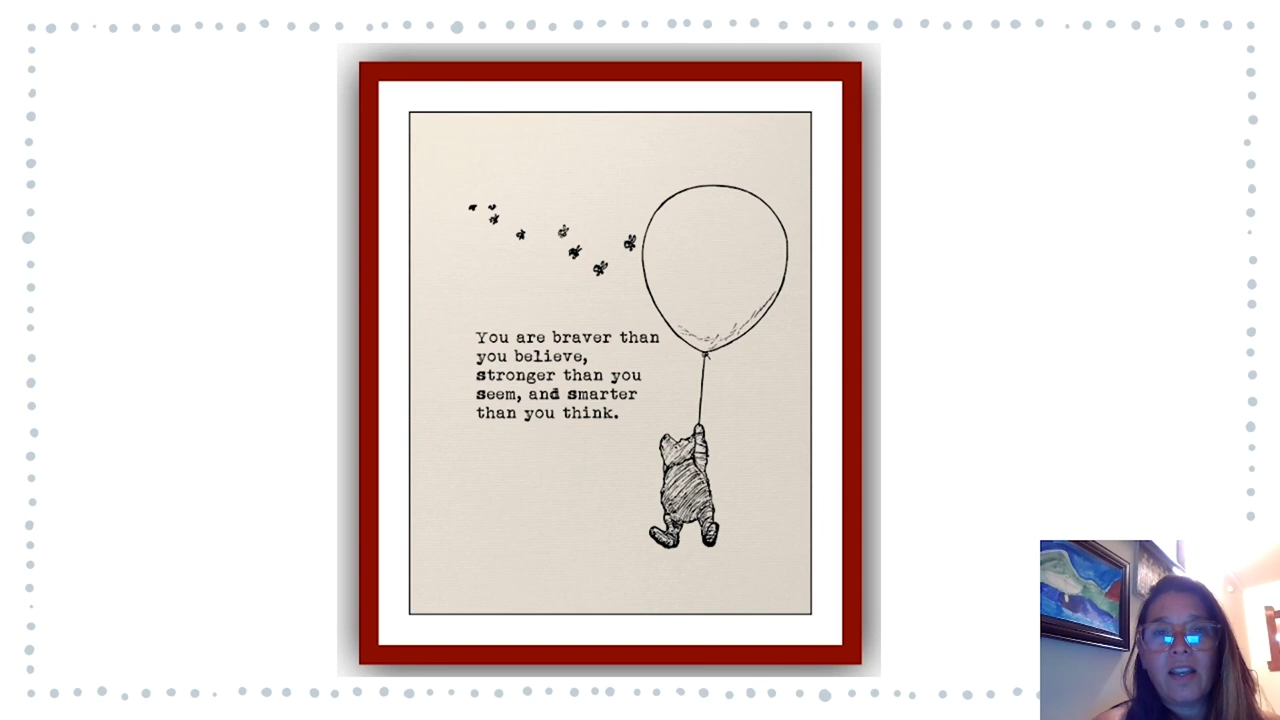 You are braver than
you believe,
stronger than you
seem, and smarter
than you think.